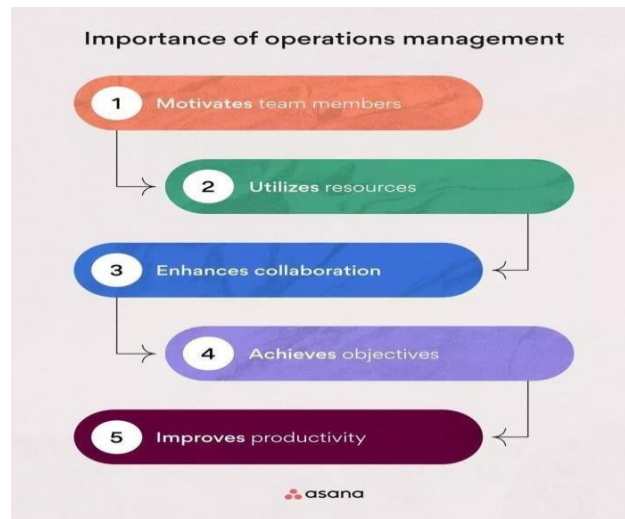 Importance of operations management
1 Motivates team members
2 Utilizes resources
3 Enhances collaboration
4 Achieves objectives
5 Improves productivity
asana